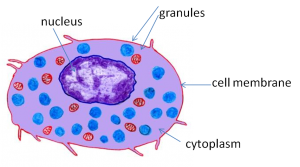 granules
nucleus
cell membrane
cytoplasm